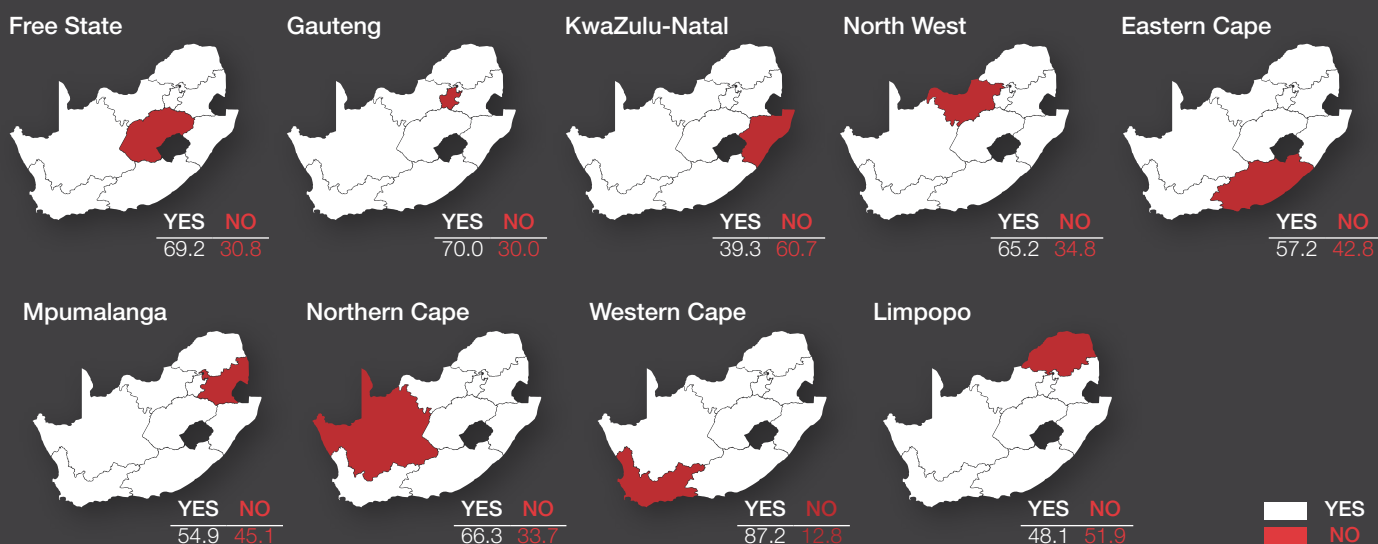 Free State
Gauteng
KwaZulu-Natal
North West
Eastern Cape
YES NO
69.2 30.8
YES NO
70.0 30.0
YES NO
39.3 60.7
YES NO
65.2 34.8
YES NO
57.2 42.8
Mpumalanga
Northern Cape
Western Cape
Limpopo
YES NO
54.9 45.1
YES NO
66.3 33.7
YES NO
87.2 12.8
YES NO
48.1 51.9
YES
NO